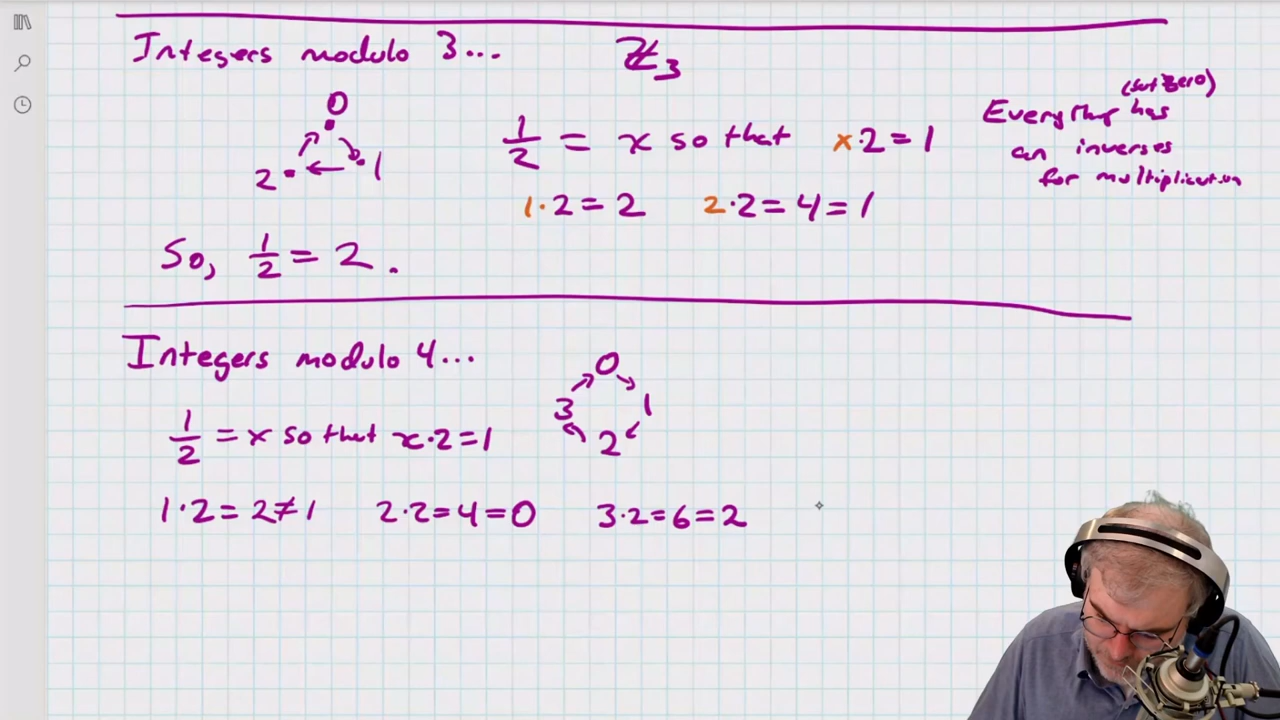 Integers modulo 3... ℤ₃
0
2 1
1/2 = x so that x·2=1
(but zero)
Everything has
an inverses
for multiplication
1·2=2 2·2=4=1
So, 1/2 = 2.
Integers modulo 4...
0
3 1
2
1/2 = x so that x·2=1
1·2=2≠1 2·2=4=0 3·2=6=2